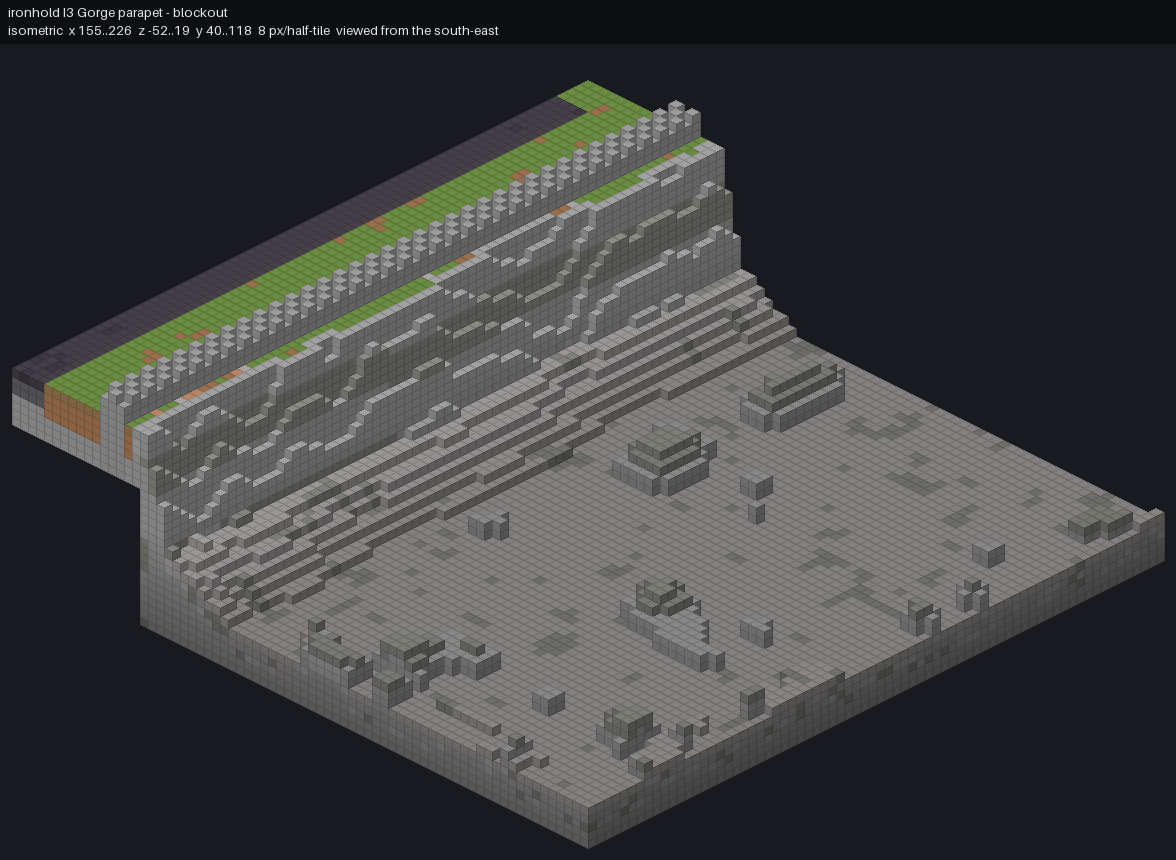 ironhold I3 Gorge parapet - blockout
isometric  x 155..226  z -52..19  y 40..118  8 px/half-tile  viewed from the south-east